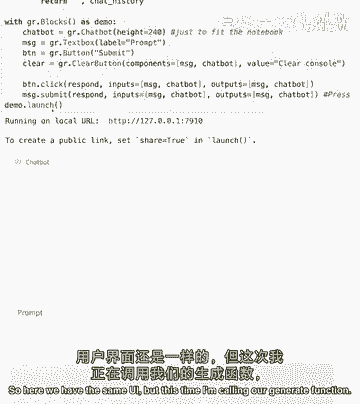 return "", chat_history
with gr.Blocks() as demo:
chatbot = gr.Chatbot(height=240) #just to fit the notebook
msg = gr.Textbox(label="Prompt")
btn = gr.Button("Submit")
clear = gr.ClearButton(components=[msg, chatbot], value="Clear console")
btn.click(respond, inputs=[msg, chatbot], outputs=[msg, chatbot])
msg.submit(respond, inputs=[msg, chatbot], outputs=[msg, chatbot]) #Press
demo.launch()
Running on local URL: http://127.0.0.1:7910
To create a public link, set `share=True` in `launch()`.
Chatbot
Prompt
用户界面还是一样的，但这次我
正在调用我们的生成函数，
So here we have the same UI, but this time I'm calling our generate function.